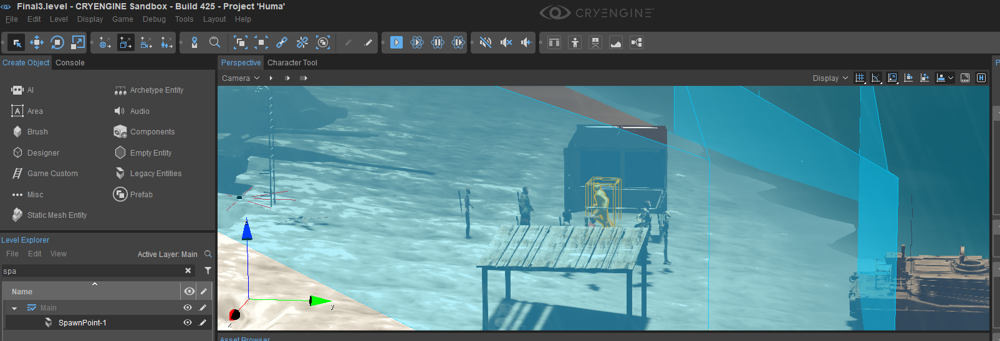 Final3.level - CRYENGINE Sandbox - Build 425 - Project 'Huma'
CRYENGINE®
File Edit Level Display Game Debug Tools Layout Help
Create Object Console
Perspective Character Tool
Camera
Display
AI Archetype Entity
Area Audio
Brush Components
Designer Empty Entity
Game Custom Legacy Entities
Misc Prefab
Static Mesh Entity
Level Explorer
File Edit View Active Layer: Main
spa
Name
Main
SpawnPoint-1
z
y
x
Asset Browser